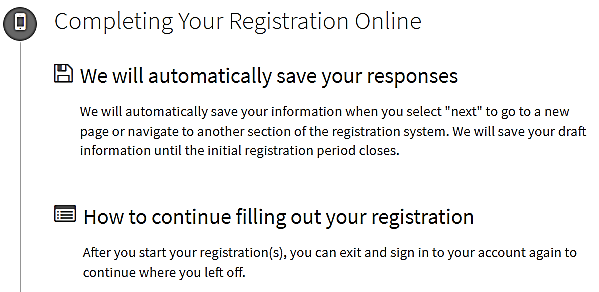 Completing Your Registration Online
We will automatically save your responses
We will automatically save your information when you select "next" to go to a new
page or navigate to another section of the registration system. We will save your draft
information until the initial registration period closes.
How to continue filling out your registration
After you start your registration(s), you can exit and sign in to your account again to
continue where you left off.